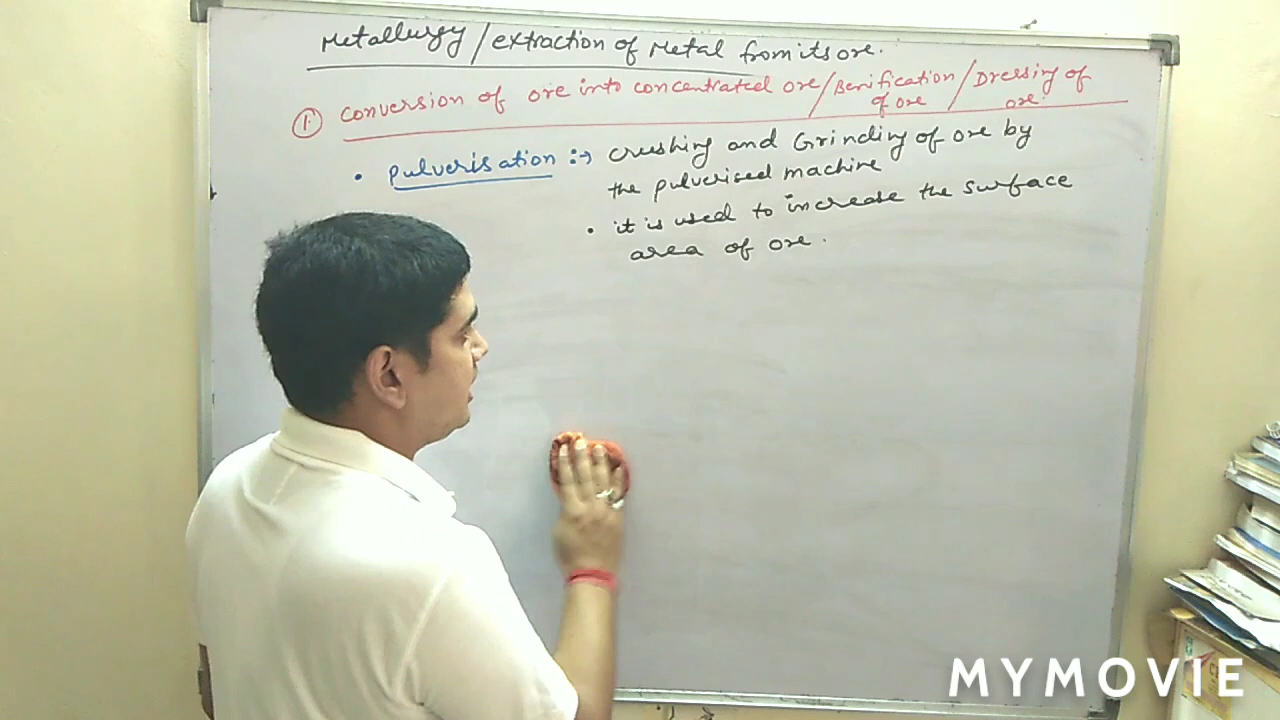 Metallurgy/extraction of Metal from its ore.
① Conversion of ore into concentrated ore/Benification of ore/Dressing of ore.
• pulverisation :→ crushing and Grinding of ore by
the pulverised machine
• it is used to increase the surface
area of ore.
MYMOVIE